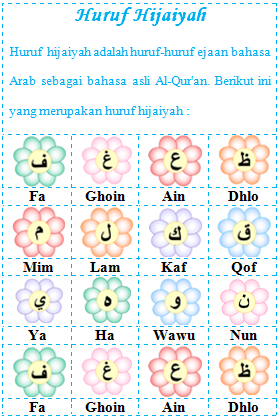 Huruf Hijaiyah
Huruf hijaiyah adalah huruf-huruf ejaan bahasa
Arab sebagai bahasa asli Al-Qur'an. Berikut ini
yang merupakan huruf hijaiyah :
ف غ ع ظ
Fa Ghoin Ain Dhlo
م ل ك ق
Mim Lam Kaf Qof
ي ه و ن
Ya Ha Wawu Nun
ف غ ع ظ
Fa Ghoin Ain Dhlo